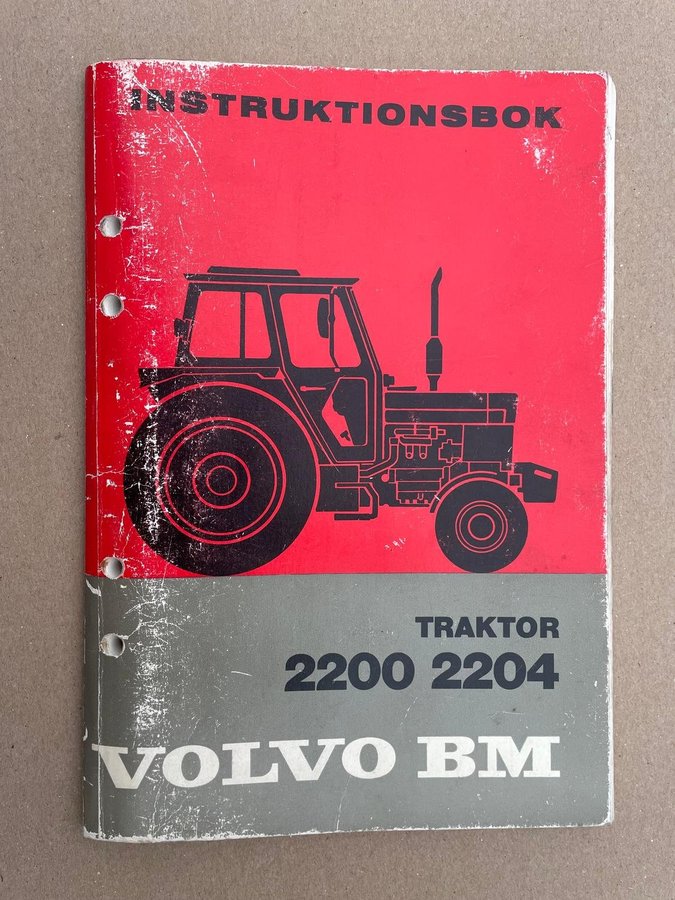 INSTRUKTIONSBOK
TRAKTOR
2200 2204
VOLVO BM